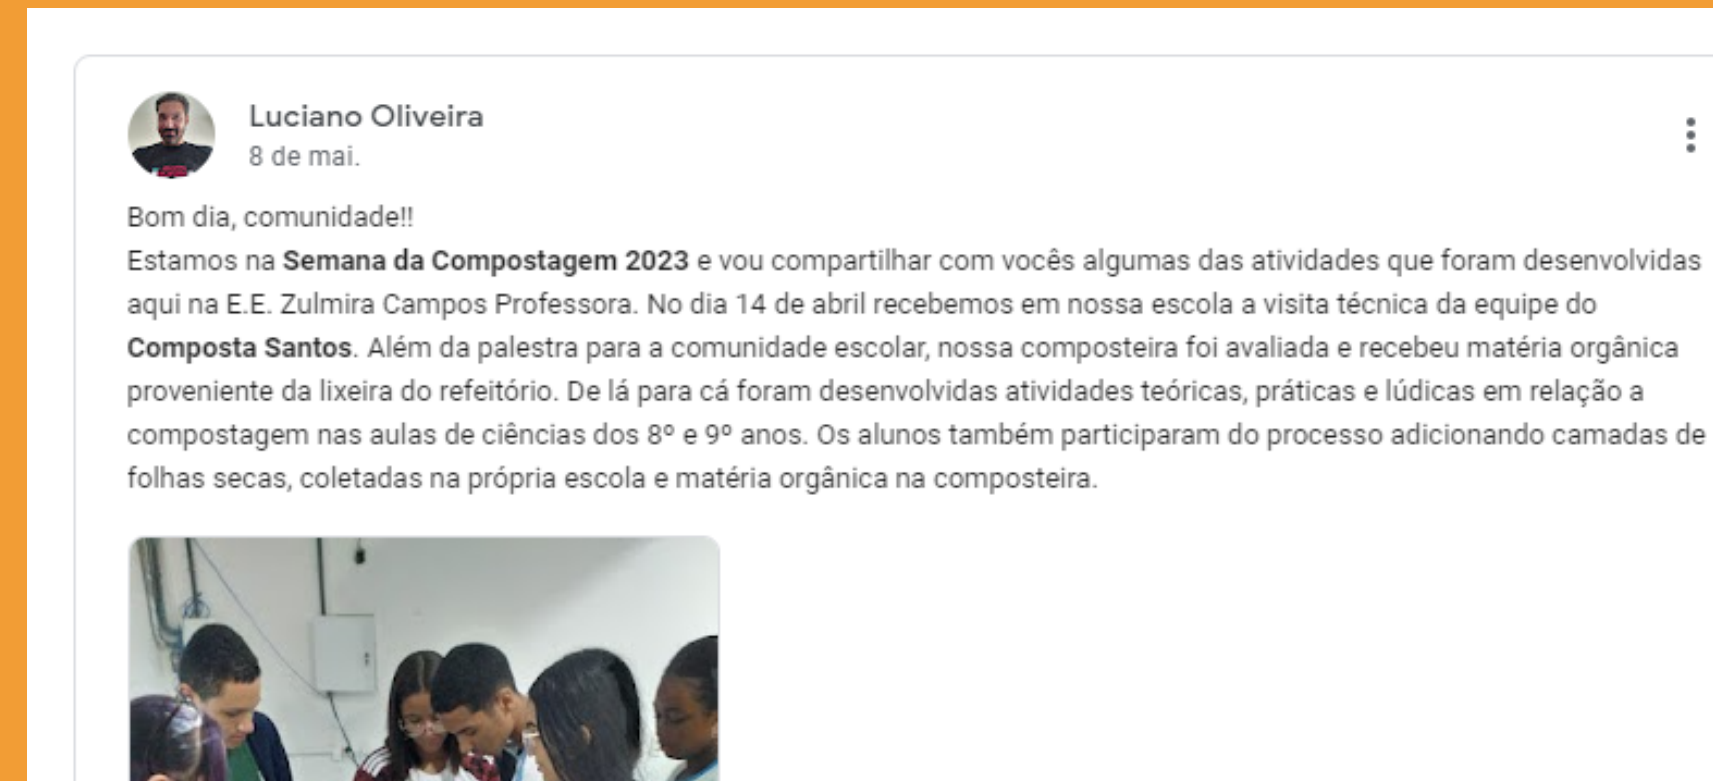 Luciano Oliveira
8 de mai.
Bom dia, comunidade!!
Estamos na Semana da Compostagem 2023 e vou compartilhar com vocês algumas das atividades que foram desenvolvidas
aqui na E.E. Zulmira Campos Professora. No dia 14 de abril recebemos em nossa escola a visita técnica da equipe do
Composta Santos. Além da palestra para a comunidade escolar, nossa composteira foi avaliada e recebeu matéria orgânica
proveniente da lixeira do refeitório. De lá para cá foram desenvolvidas atividades teóricas, práticas e lúdicas em relação a
compostagem nas aulas de ciências dos 8º e 9º anos. Os alunos também participaram do processo adicionando camadas de
folhas secas, coletadas na própria escola e matéria orgânica na composteira.